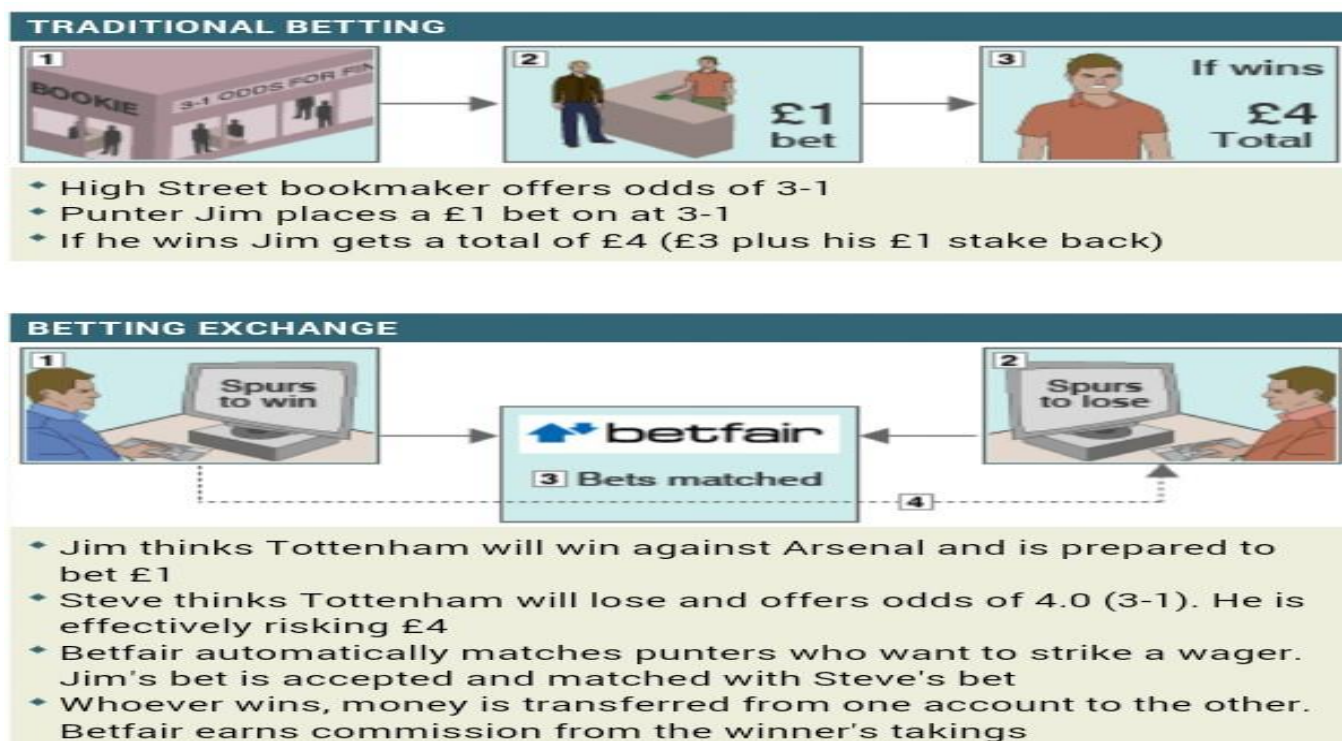 TRADITIONAL BETTING
1
BOOKIE
3-1 ODDS FOR FIN
2
£1
bet
3
If wins
£4
Total
High Street bookmaker offers odds of 3-1
Punter Jim places a £1 bet on at 3-1
If he wins Jim gets a total of £4 (£3 plus his £1 stake back)
BETTING EXCHANGE
1
Spurs
to win
betfair
3 Bets matched
2
Spurs
to lose
4
Jim thinks Tottenham will win against Arsenal and is prepared to
bet £1
Steve thinks Tottenham will lose and offers odds of 4.0 (3-1). He is
effectively risking £4
Betfair automatically matches punters who want to strike a wager.
Jim's bet is accepted and matched with Steve's bet
Whoever wins, money is transferred from one account to the other.
Betfair earns commission from the winner's takings